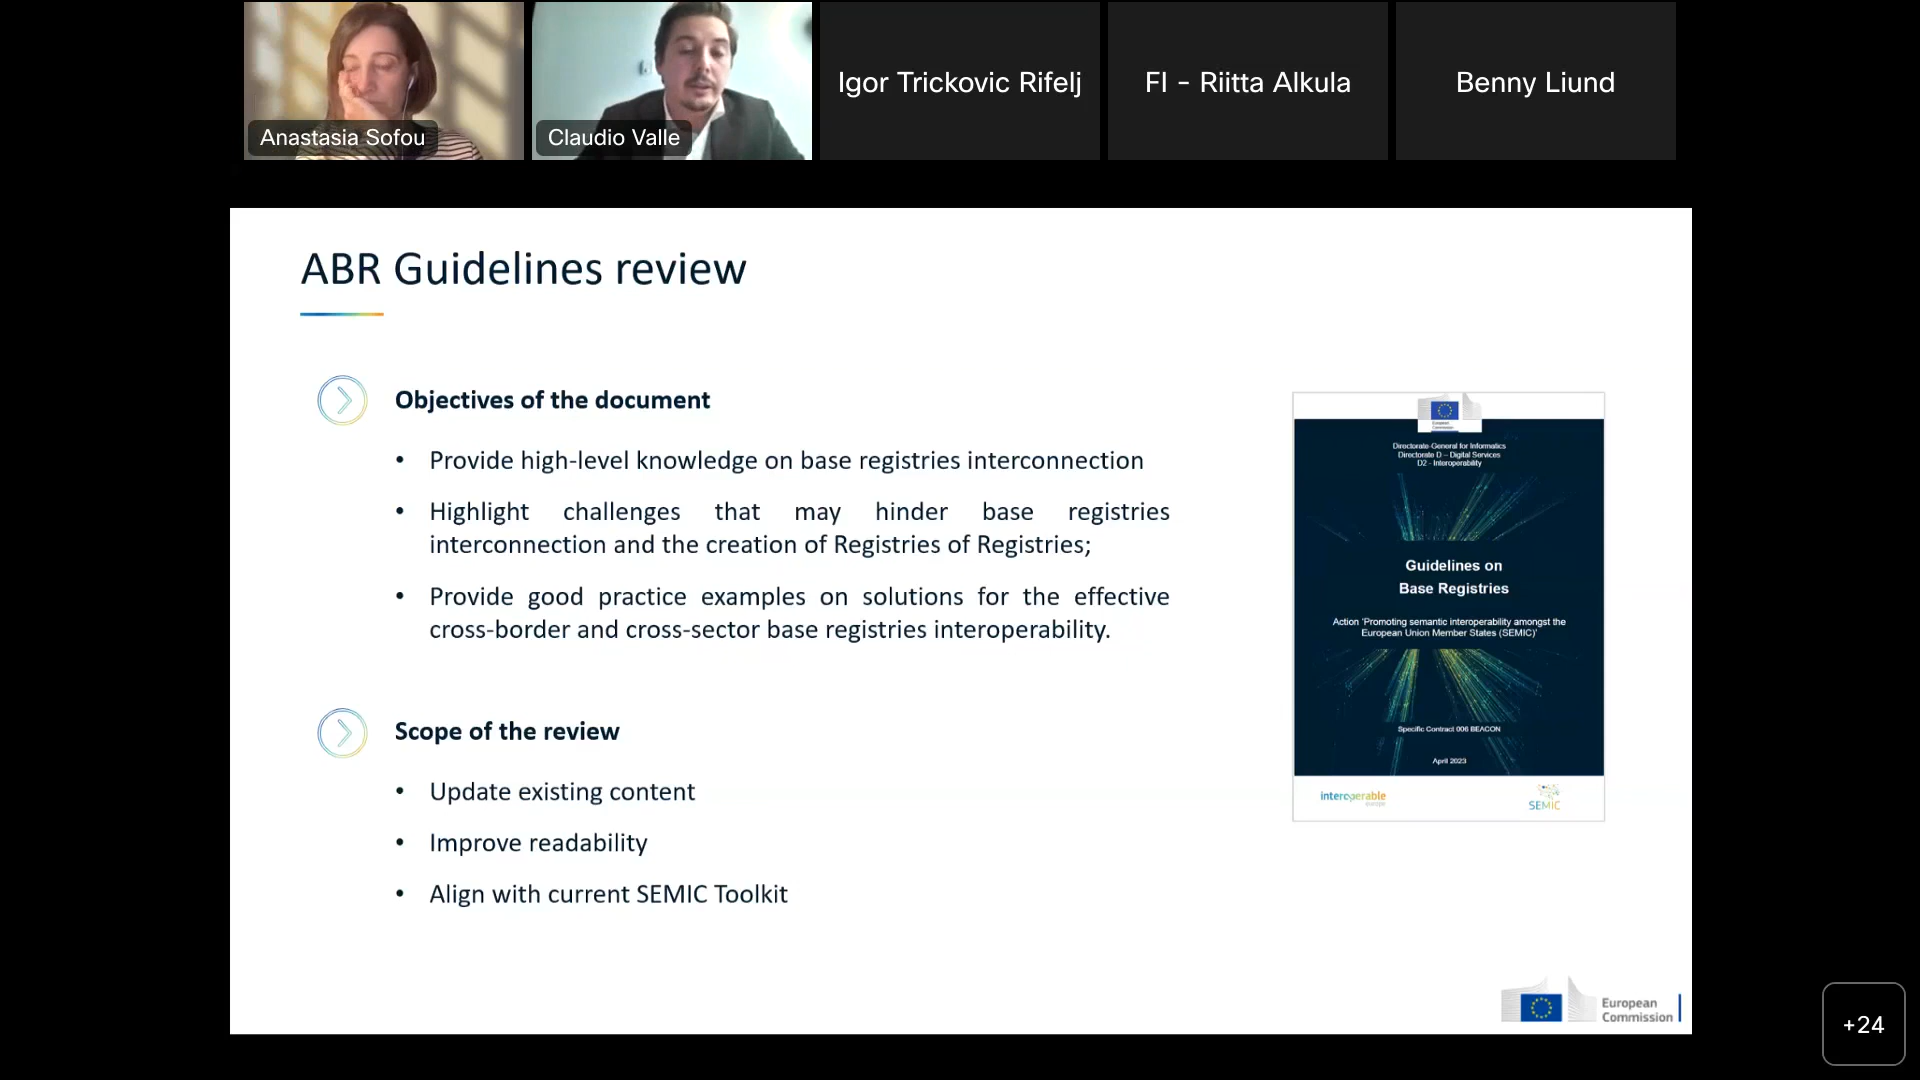 Anastasia Sofou
Claudio Valle
Igor Trickovic Rifelj
FI - Riitta Alkula
Benny Liund
ABR Guidelines review
Objectives of the document
• Provide high-level knowledge on base registries interconnection
• Highlight challenges that may hinder base registries
interconnection and the creation of Registries of Registries;
• Provide good practice examples on solutions for the effective
cross-border and cross-sector base registries interoperability.
Scope of the review
• Update existing content
• Improve readability
• Align with current SEMIC Toolkit
European
Commission
Directorate-General for Informatics
Directorate D – Digital Services
D2 - Interoperability
Guidelines on
Base Registries
Action 'Promoting semantic interoperability amongst the
European Union Member States (SEMIC)'
Specific Contract 006 BEACON
April 2023
interoperable
europe
SEMIC
European
Commission
+24